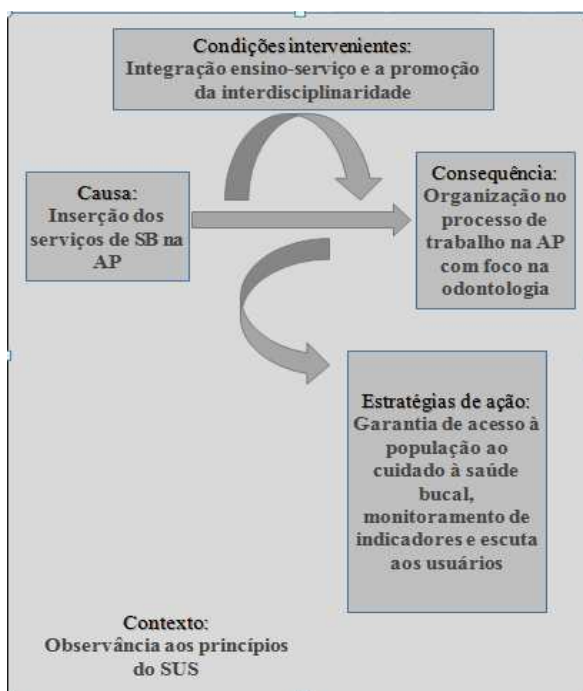 Condições intervenientes:
Integração ensino-serviço e a promoção
da interdisciplinaridade
Causa:
Inserção dos
serviços de SB na
AP
Consequência:
Organização no
processo de
trabalho na AP
com foco na
odontologia
Estratégias de ação:
Garantia de acesso à
população ao
cuidado à saúde
bucal,
monitoramento de
indicadores e escuta
aos usuários
Contexto:
Observância aos princípios
do SUS